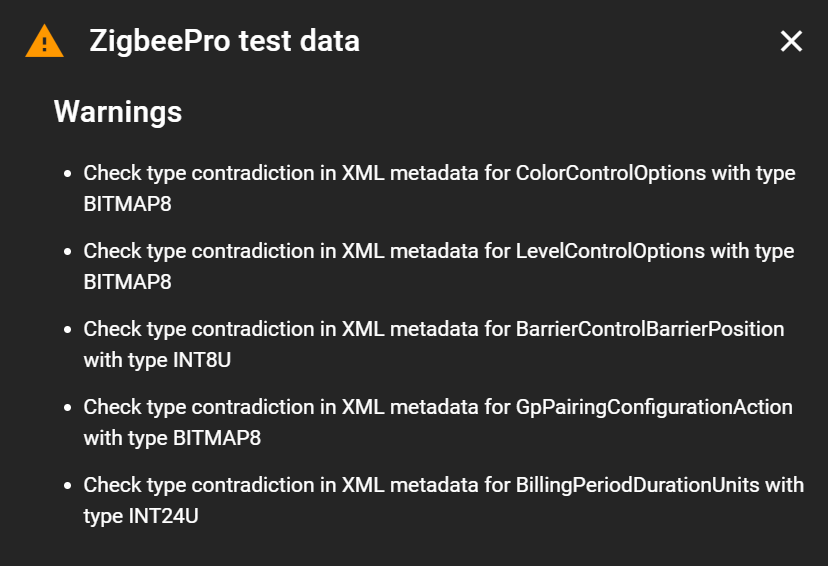 ZigbeePro test data
Warnings
• Check type contradiction in XML metadata for ColorControlOptions with type
BITMAP8
• Check type contradiction in XML metadata for LevelControlOptions with type
BITMAP8
• Check type contradiction in XML metadata for BarrierControlBarrierPosition
with type INT8U
• Check type contradiction in XML metadata for GpPairingConfigurationAction
with type BITMAP8
• Check type contradiction in XML metadata for BillingPeriodDurationUnits with
type INT24U